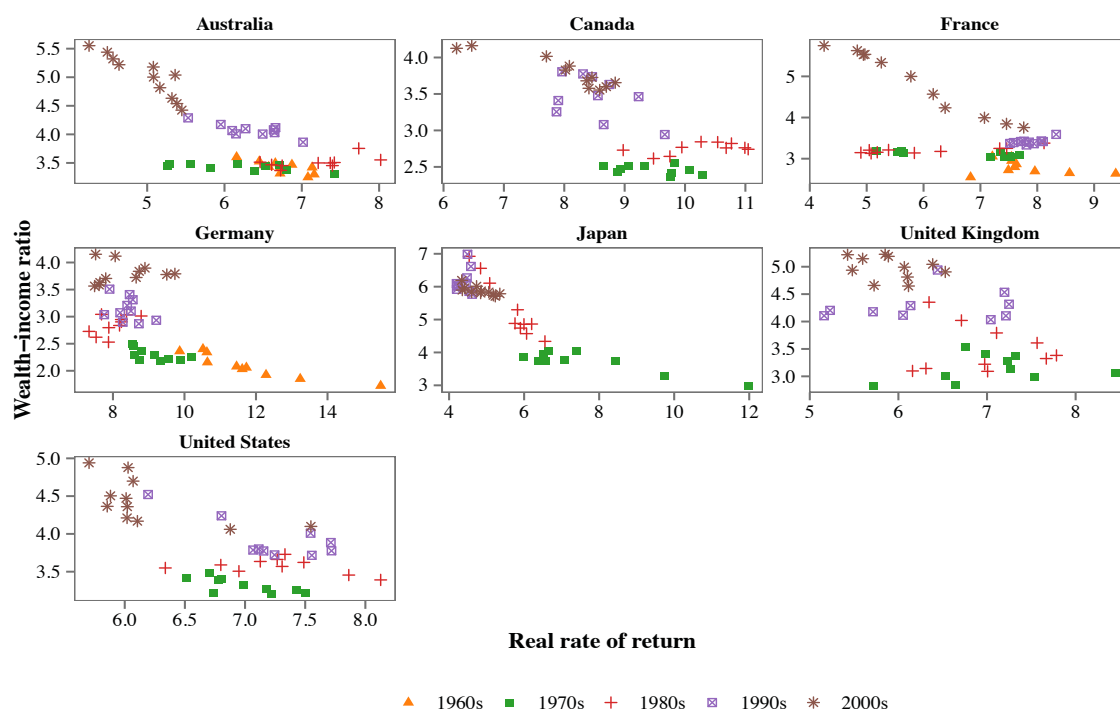 Australia Canada France
5.5
5.0
4.5
4.0
3.5
5 6 7 8
4.0
3.5
3.0
2.5
6 7 8 9 10 11
5
4
3
4 5 6 7 8 9
Germany Japan United Kingdom
4.0
3.5
3.0
2.5
2.0
8 10 12 14
7
6
5
4
3
4 6 8 10 12
5.0
4.5
4.0
3.5
3.0
5 6 7 8
United States
5.0
4.5
4.0
3.5
6.0 6.5 7.0 7.5 8.0
Wealth−income ratio
Real rate of return
1960s 1970s 1980s 1990s 2000s